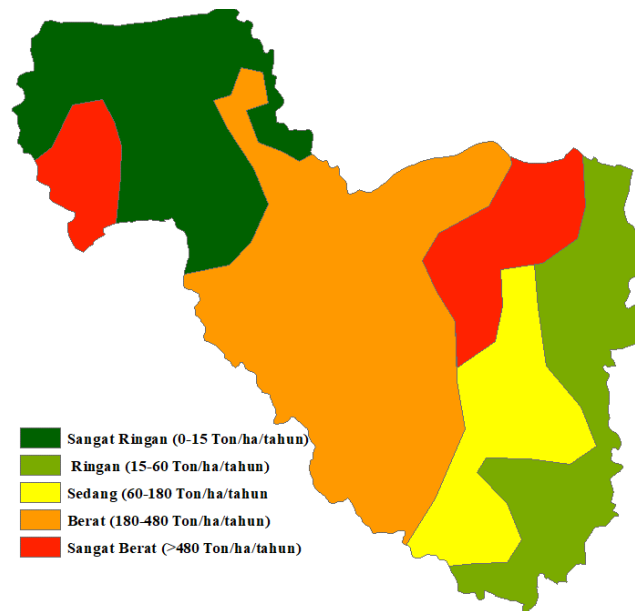 Sangat Ringan (0-15 Ton/ha/tahun)
Ringan (15-60 Ton/ha/tahun)
Sedang (60-180 Ton/ha/tahun
Berat (180-480 Ton/ha/tahun)
Sangat Berat (>480 Ton/ha/tahun)